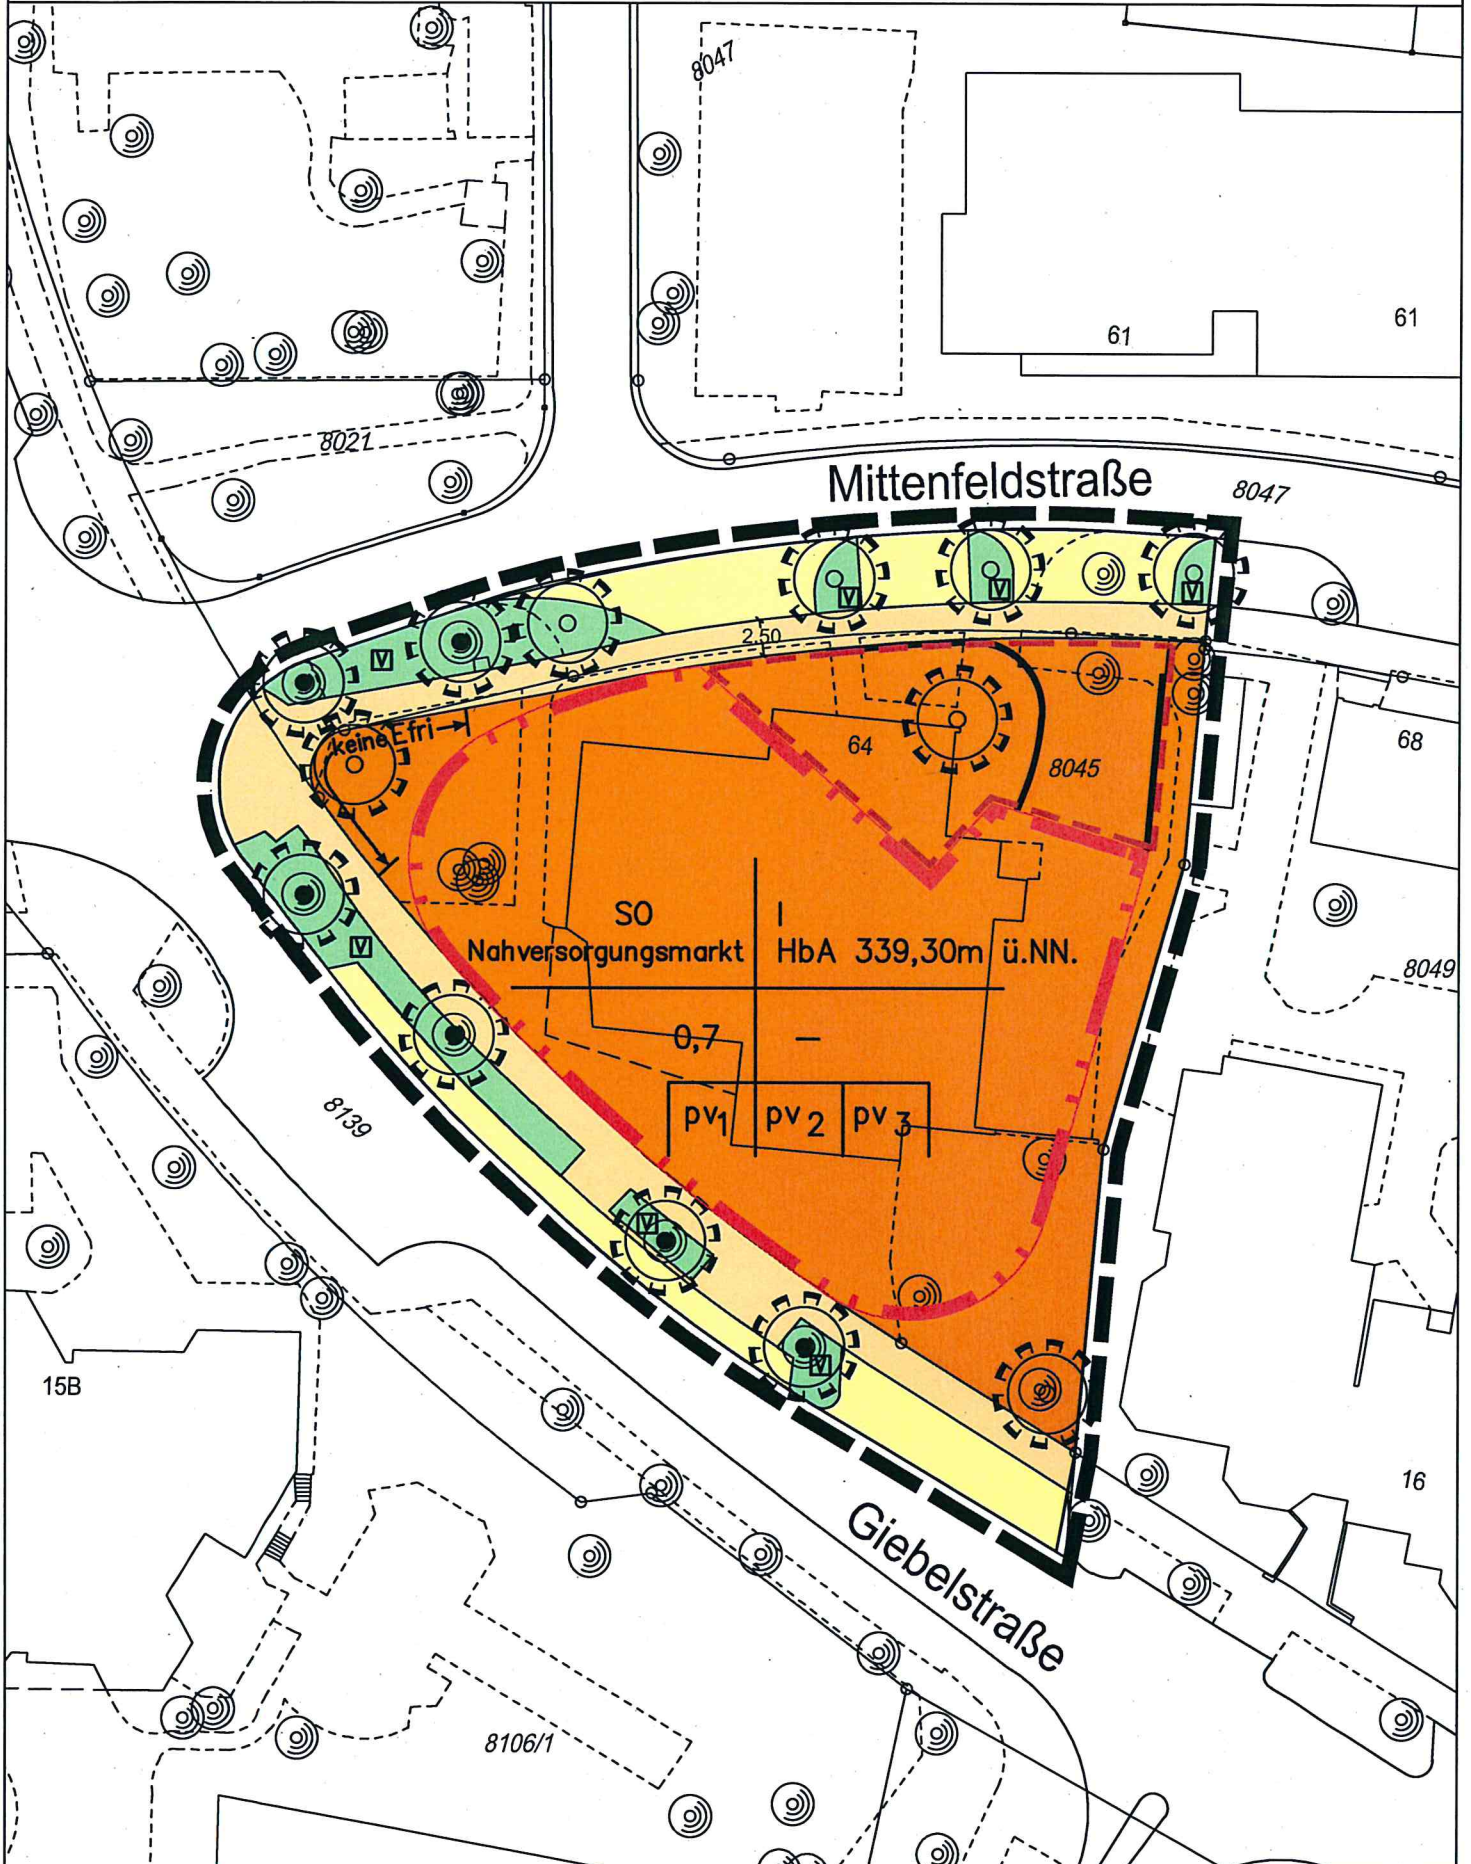 8047
61
61
8021
Mittenfeldstraße
8047
V
V
V
V
2.50
keine Efri
64
8045
68
SO
Nahversorgungsmarkt
I
HbA 339,30m ü.NN.
V
8049
0,7
–
pv1
pv2
pv3
8139
V
V
15B
16
Giebelstraße
8106/1